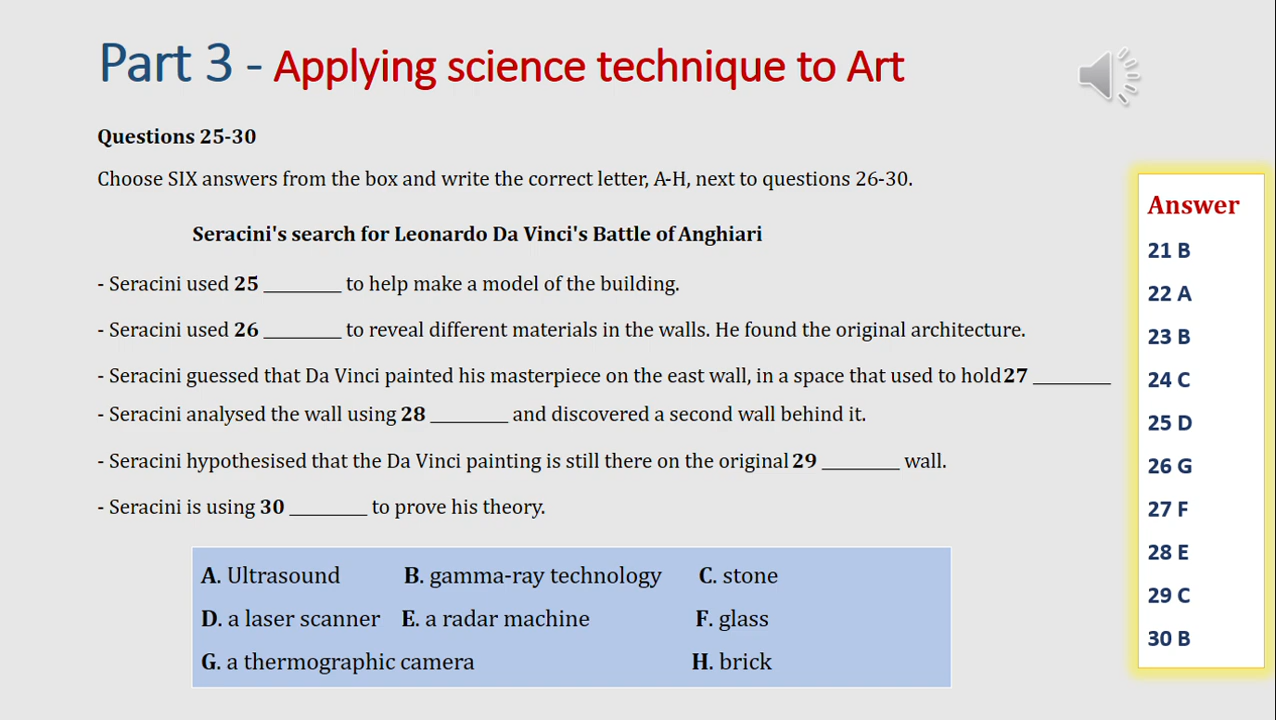 Part 3 - Applying science technique to Art
Questions 25-30
Choose SIX answers from the box and write the correct letter, A-H, next to questions 26-30.
Seracini's search for Leonardo Da Vinci's Battle of Anghiari
- Seracini used 25 ________ to help make a model of the building.
- Seracini used 26 ________ to reveal different materials in the walls. He found the original architecture.
- Seracini guessed that Da Vinci painted his masterpiece on the east wall, in a space that used to hold 27 ________
- Seracini analysed the wall using 28 ________ and discovered a second wall behind it.
- Seracini hypothesised that the Da Vinci painting is still there on the original 29 ________ wall.
- Seracini is using 30 ________ to prove his theory.
A. Ultrasound B. gamma-ray technology C. stone
D. a laser scanner E. a radar machine F. glass
G. a thermographic camera H. brick
Answer
21 B
22 A
23 B
24 C
25 D
26 G
27 F
28 E
29 C
30 B